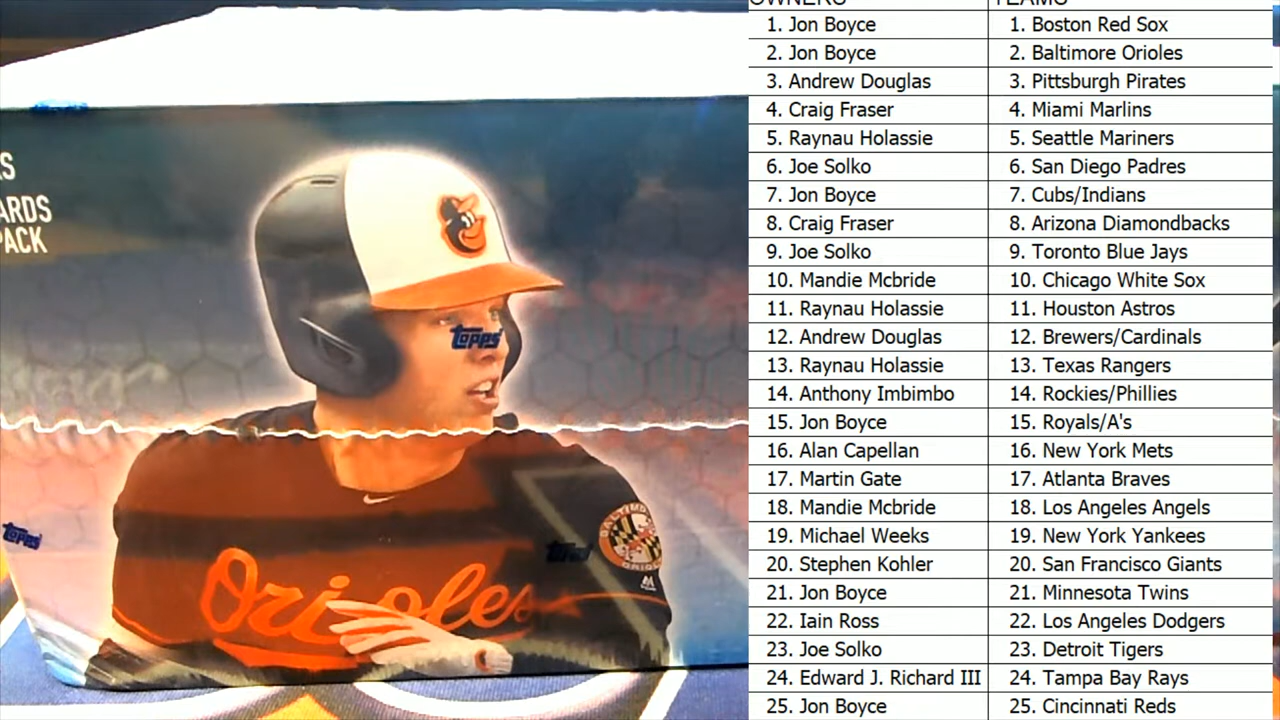 OWNERS TEAMS
1. Jon Boyce 1. Boston Red Sox
2. Jon Boyce 2. Baltimore Orioles
3. Andrew Douglas 3. Pittsburgh Pirates
4. Craig Fraser 4. Miami Marlins
5. Raynau Holassie 5. Seattle Mariners
6. Joe Solko 6. San Diego Padres
7. Jon Boyce 7. Cubs/Indians
8. Craig Fraser 8. Arizona Diamondbacks
9. Joe Solko 9. Toronto Blue Jays
10. Mandie Mcbride 10. Chicago White Sox
11. Raynau Holassie 11. Houston Astros
12. Andrew Douglas 12. Brewers/Cardinals
13. Raynau Holassie 13. Texas Rangers
14. Anthony Imbimbo 14. Rockies/Phillies
15. Jon Boyce 15. Royals/A's
16. Alan Capellan 16. New York Mets
17. Martin Gate 17. Atlanta Braves
18. Mandie Mcbride 18. Los Angeles Angels
19. Michael Weeks 19. New York Yankees
20. Stephen Kohler 20. San Francisco Giants
21. Jon Boyce 21. Minnesota Twins
22. Iain Ross 22. Los Angeles Dodgers
23. Joe Solko 23. Detroit Tigers
24. Edward J. Richard III 24. Tampa Bay Rays
25. Jon Boyce 25. Cincinnati Reds
S
ARDS
PACK
topps
topps
topps
Orioles